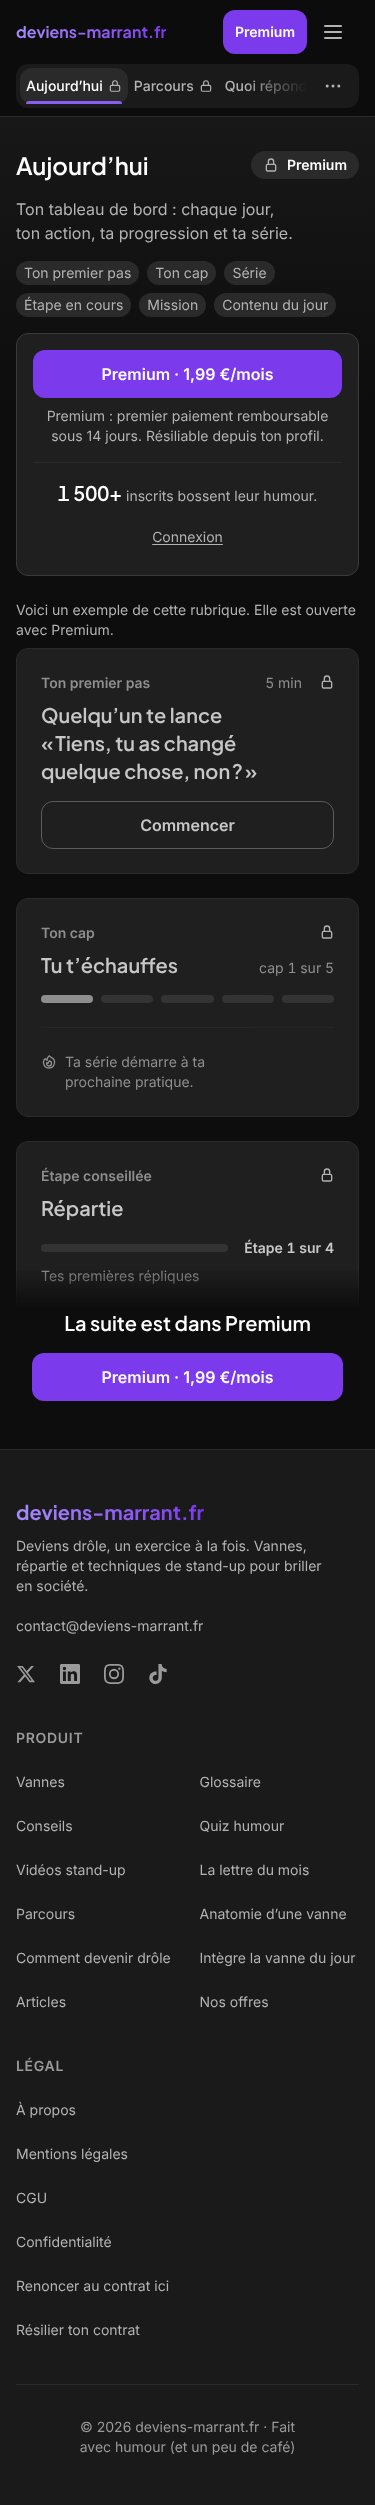 deviens-marrant.fr
Premium
Aujourd’hui
Parcours
Quoi répond
Aujourd’hui
Premium
Ton tableau de bord : chaque jour,
ton action, ta progression et ta série.
Ton premier pas
Ton cap
Série
Étape en cours
Mission
Contenu du jour
Premium · 1,99 €/mois
Premium : premier paiement remboursable
sous 14 jours. Résiliable depuis ton profil.
1 500+ inscrits bossent leur humour.
Connexion
Voici un exemple de cette rubrique. Elle est ouverte
avec Premium.
Ton premier pas
5 min
Quelqu’un te lance
« Tiens, tu as changé
quelque chose, non ? »
Commencer
Ton cap
Tu t’échauffes
cap 1 sur 5
Ta série démarre à ta
prochaine pratique.
Étape conseillée
Répartie
Étape 1 sur 4
Tes premières répliques
La suite est dans Premium
Premium · 1,99 €/mois
deviens-marrant.fr
Deviens drôle, un exercice à la fois. Vannes,
répartie et techniques de stand-up pour briller
en société.
contact@deviens-marrant.fr
PRODUIT
Vannes
Glossaire
Conseils
Quiz humour
Vidéos stand-up
La lettre du mois
Parcours
Anatomie d’une vanne
Comment devenir drôle
Intègre la vanne du jour
Articles
Nos offres
LÉGAL
À propos
Mentions légales
CGU
Confidentialité
Renoncer au contrat ici
Résilier ton contrat
© 2026 deviens-marrant.fr · Fait
avec humour (et un peu de café)